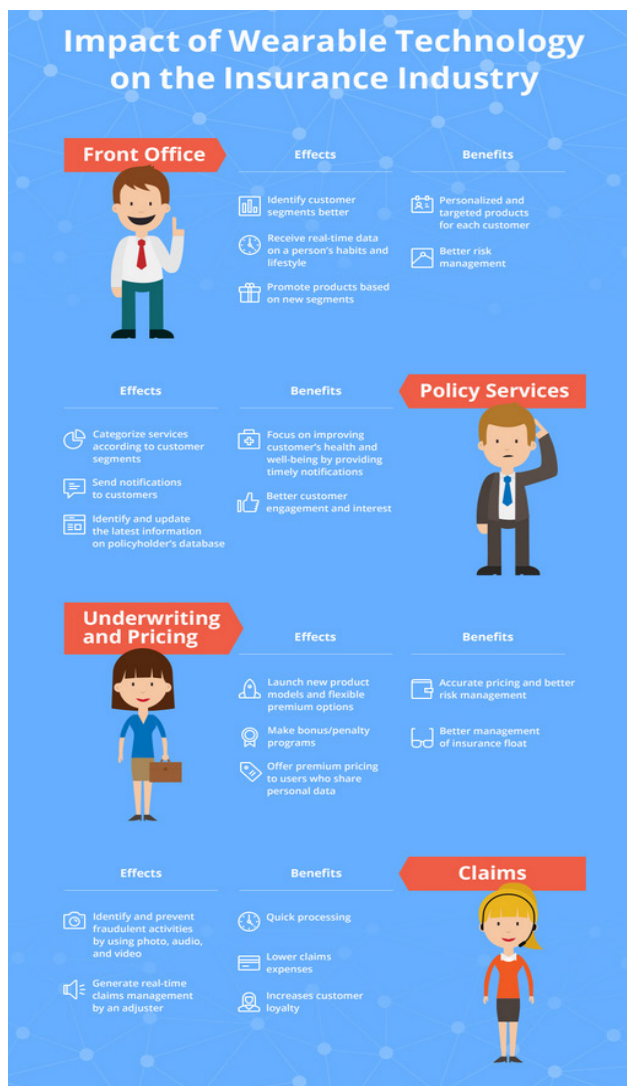 Impact of Wearable Technology
on the Insurance Industry
Front Office
Effects
Identify customer
segments better
Receive real-time data
on a person's habits and
lifestyle
Promote products based
on new segments
Benefits
Personalized and
targeted products
for each customer
Better risk
management
Policy Services
Effects
Categorize services
according to customer
segments
Send notifications
to customers
Identify and update
the latest information
on policyholder's database
Benefits
Focus on improving
customer's health and
well-being by providing
timely notifications
Better customer
engagement and interest
Underwriting
and Pricing
Effects
Launch new product
models and flexible
premium options
Make bonus/penalty
programs
Offer premium pricing
to users who share
personal data
Benefits
Accurate pricing and better
risk management
Better management
of insurance float
Claims
Effects
Identify and prevent
fraudulent activities
by using photo, audio,
and video
Generate real-time
claims management
by an adjuster
Benefits
Quick processing
Lower claims
expenses
Increases customer
loyalty